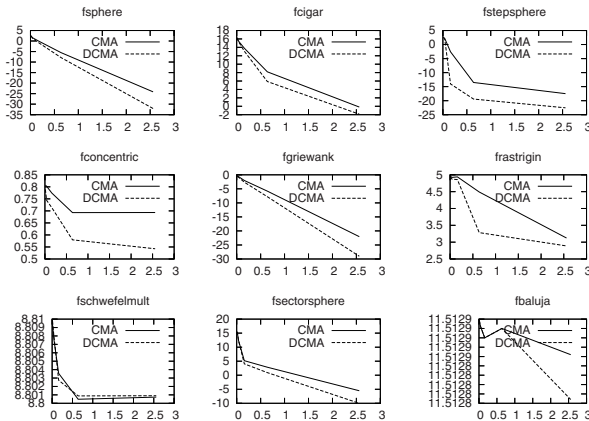 fsphere
5
0
-5
-10
-15
-20
-25
-30
-35
CMA
DCMA
0 0.5 1 1.5 2 2.5 3
fcigar
18
16
14
12
10
8
6
4
2
0
-2
CMA
DCMA
0 0.5 1 1.5 2 2.5 3
fstepsphere
5
0
-5
-10
-15
-20
-25
CMA
DCMA
0 0.5 1 1.5 2 2.5 3
fconcentric
0.85
0.8
0.75
0.7
0.65
0.6
0.55
0.5
CMA
DCMA
0 0.5 1 1.5 2 2.5 3
fgriewank
0
-5
-10
-15
-20
-25
-30
CMA
DCMA
0 0.5 1 1.5 2 2.5 3
frastrigin
5
4.5
4
3.5
3
2.5
CMA
DCMA
0 0.5 1 1.5 2 2.5 3
fschwefelmult
8.81
8.809
8.808
8.807
8.806
8.805
8.804
8.803
8.802
8.801
8.8
CMA
DCMA
0 0.5 1 1.5 2 2.5 3
fsectorsphere
20
15
10
5
0
-5
-10
CMA
DCMA
0 0.5 1 1.5 2 2.5 3
fbaluja
11.5129
11.5129
11.5129
11.5129
11.5129
11.5128
11.5128
11.5128
11.5128
11.5128
CMA
DCMA
0 0.5 1 1.5 2 2.5 3